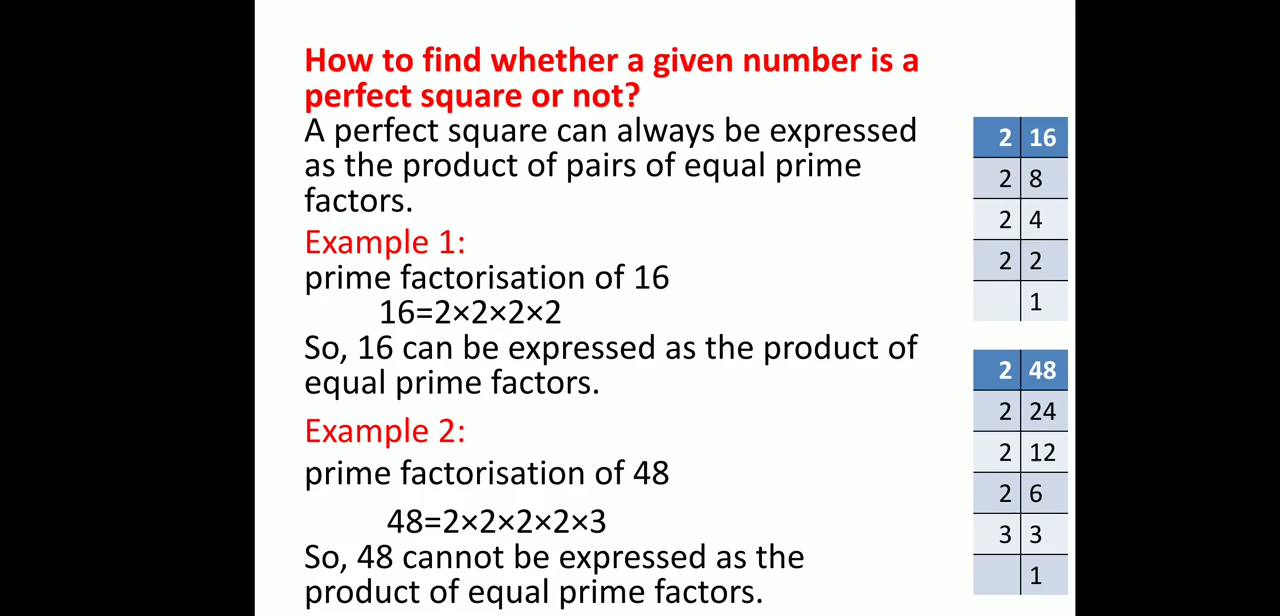 How to find whether a given number is a
perfect square or not?
A perfect square can always be expressed
as the product of pairs of equal prime
factors.
Example 1:
prime factorisation of 16
16=2×2×2×2
So, 16 can be expressed as the product of
equal prime factors.
Example 2:
prime factorisation of 48
48=2×2×2×2×3
So, 48 cannot be expressed as the
product of equal prime factors.
2 16
2 8
2 4
2 2
1
2 48
2 24
2 12
2 6
3 3
1